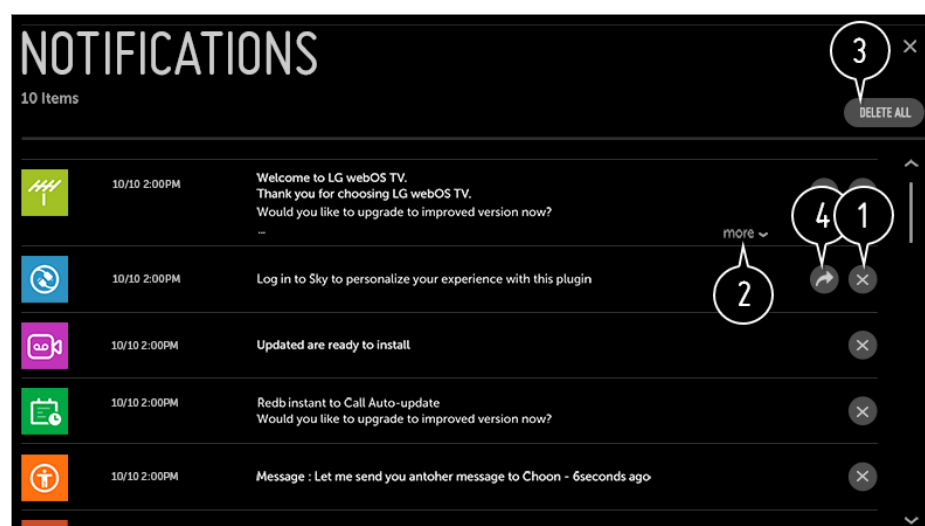 NOTIFICATIONS
10 Items
3
DELETE ALL
10/10 2:00PM
Welcome to LG webOS TV.
Thank you for choosing LG webOS TV.
Would you like to upgrade to improved version now?
...
more
4
1
2
10/10 2:00PM
Log in to Sky to personalize your experience with this plugin
10/10 2:00PM
Updated are ready to install
10/10 2:00PM
Redb instant to Call Auto-update
Would you like to upgrade to improved version now?
10/10 2:00PM
Message : Let me send you antoher message to Choon - 6seconds ago